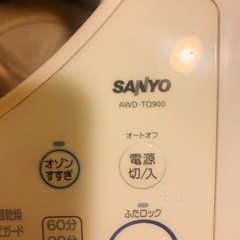 SANYO
AWD-TQ900
オートオフ
オゾン
すすぎ
電源
切/入
ふたロック
60分